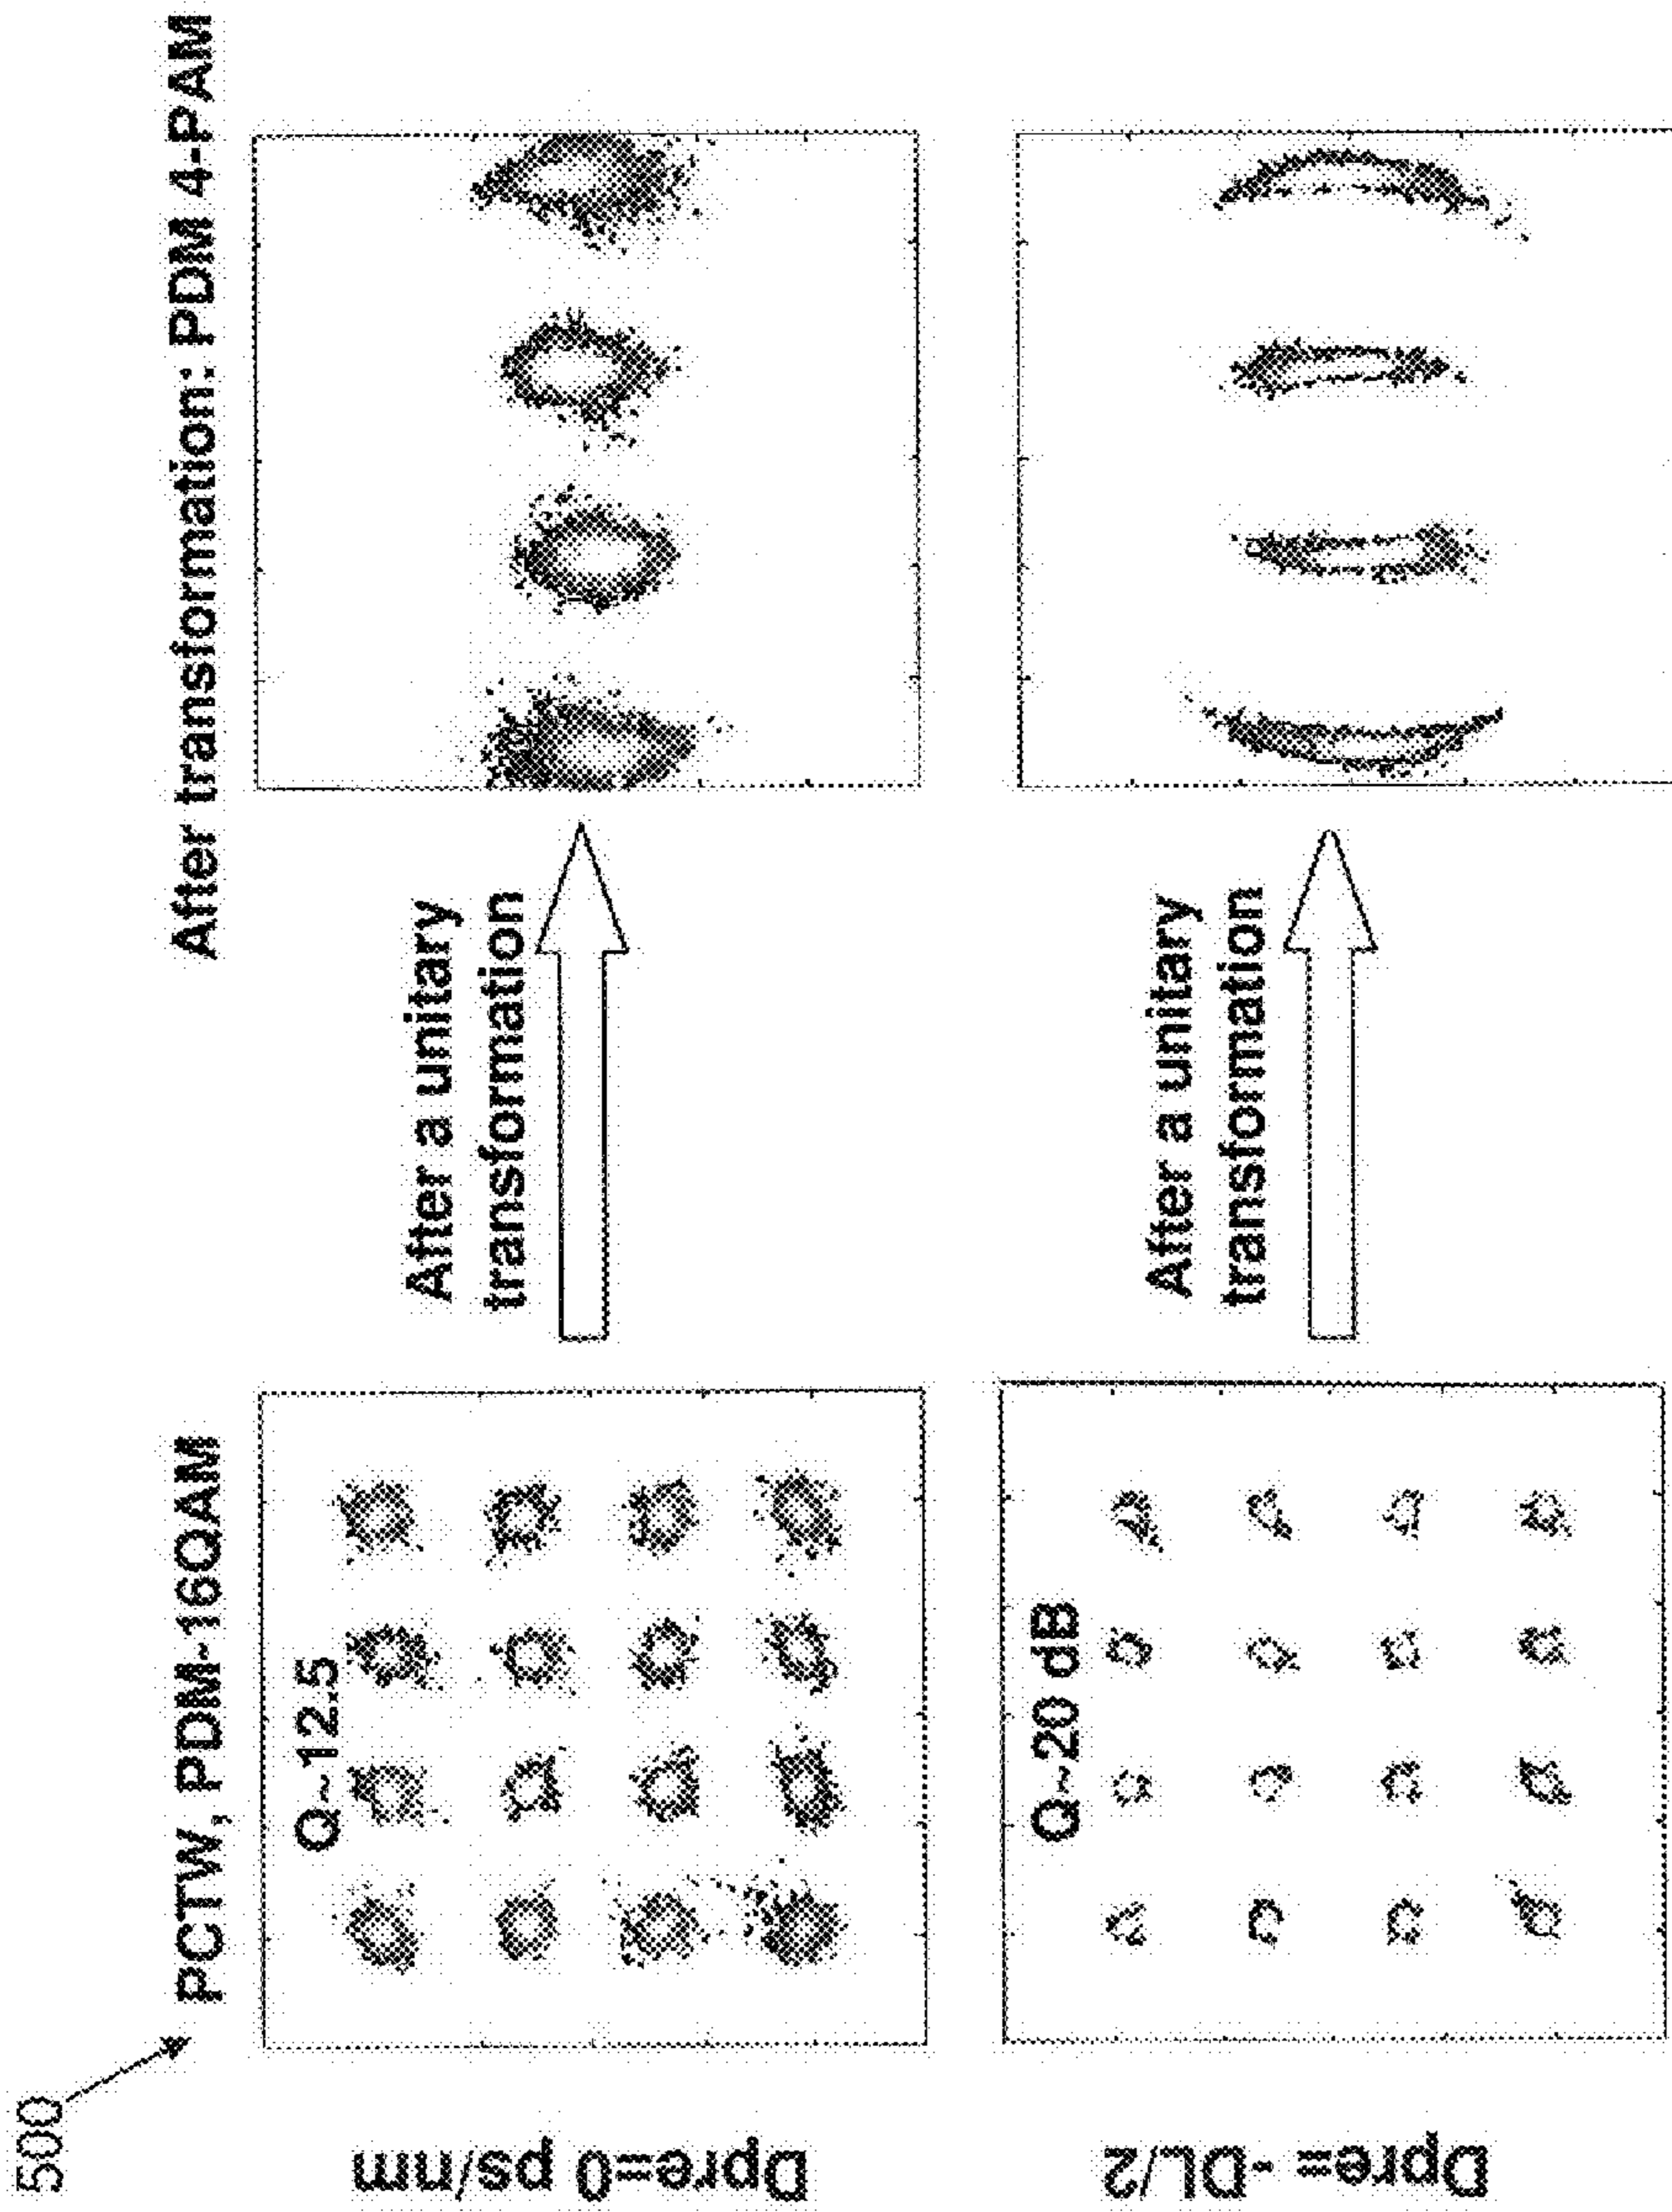 500
PCTW, PDM-16QAM
After transformation: PDM 4-PAM
Dpre=0 ps/nm
Q~12.5
After a unitary
transformation
Dpre= - DL/2
Q~20 dB
After a unitary
transformation